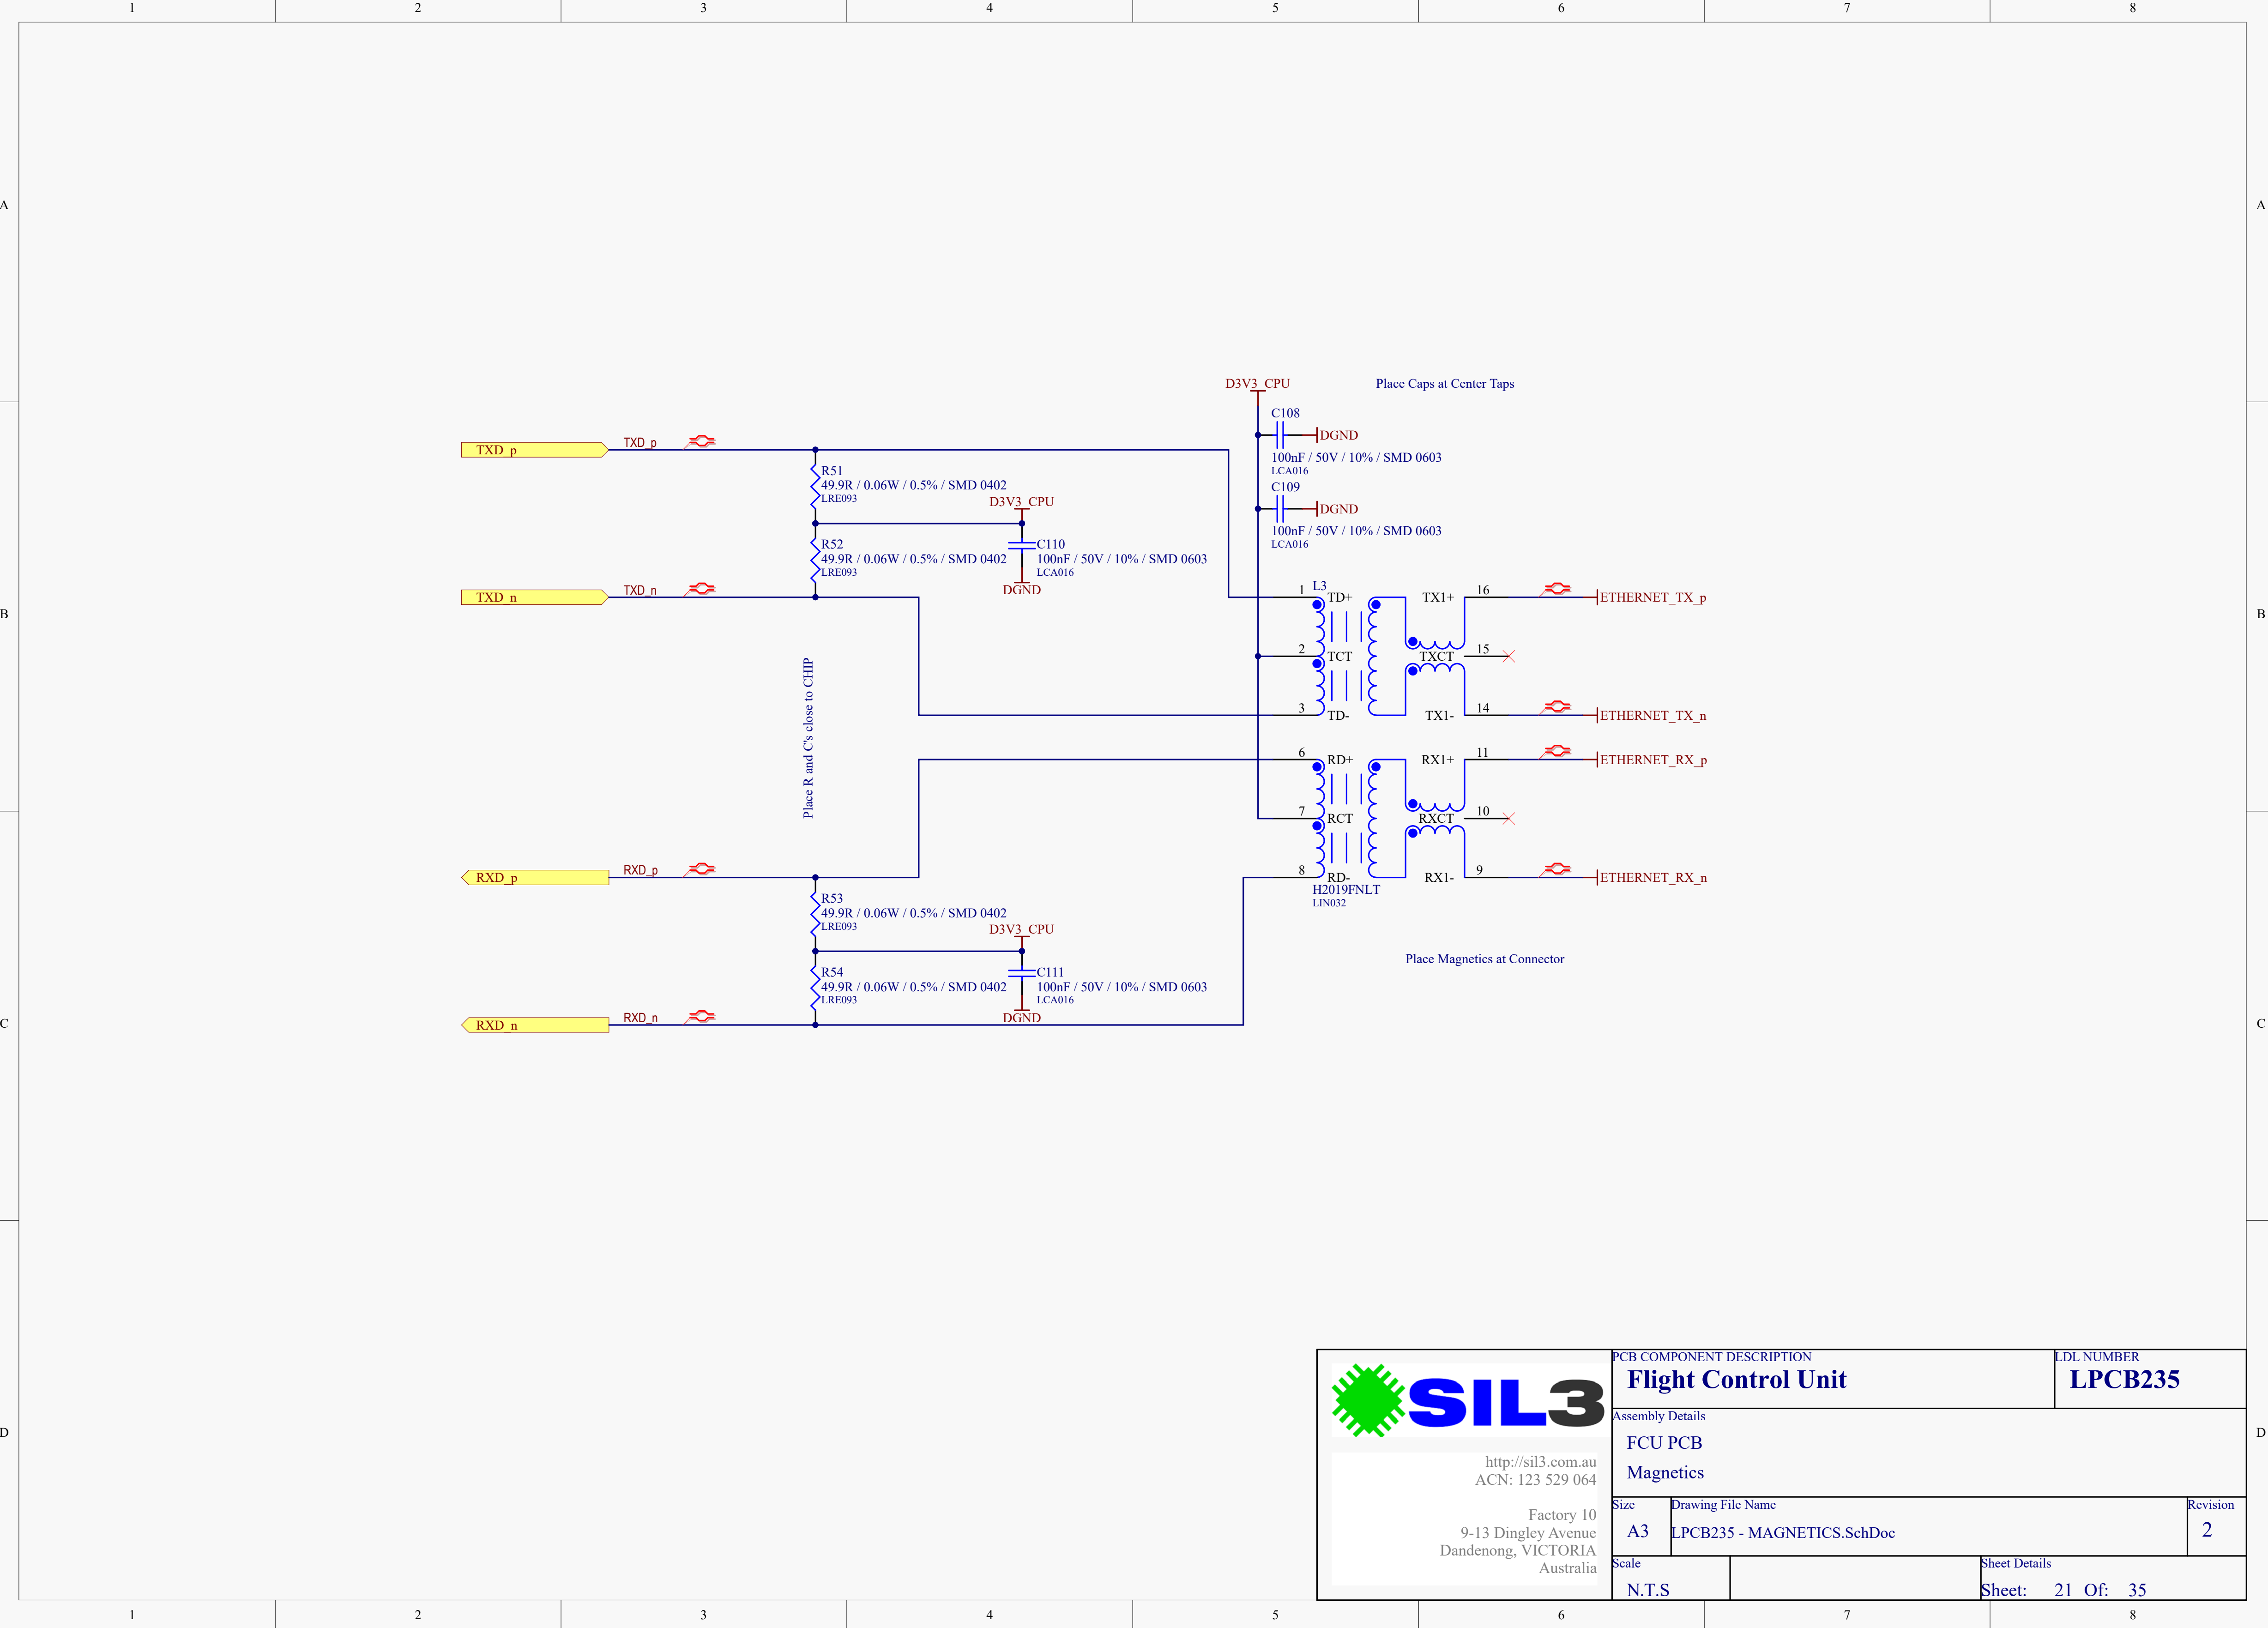 1 2 3 4 5 6 7 8
A A
D3V3_CPU Place Caps at Center Taps
C108
DGND
100nF / 50V / 10% / SMD 0603
LCA016
C109
DGND
100nF / 50V / 10% / SMD 0603
LCA016
TXD_p TXD_p
R51
49.9R / 0.06W / 0.5% / SMD 0402
LRE093
D3V3_CPU
R52
49.9R / 0.06W / 0.5% / SMD 0402
LRE093
C110
100nF / 50V / 10% / SMD 0603
LCA016
DGND
TXD_n TXD_n
B B
L3
1 TD+ TX1+ 16 ETHERNET_TX_p
2 TCT TXCT 15
3 TD- TX1- 14 ETHERNET_TX_n
6 RD+ RX1+ 11 ETHERNET_RX_p
7 RCT RXCT 10
8 RD- RX1- 9 ETHERNET_RX_n
H2019FNLT
LIN032
Place R and C's close to CHIP
RXD_p RXD_p
R53
49.9R / 0.06W / 0.5% / SMD 0402
LRE093
D3V3_CPU
R54
49.9R / 0.06W / 0.5% / SMD 0402
LRE093
C111
100nF / 50V / 10% / SMD 0603
LCA016
DGND
RXD_n RXD_n
Place Magnetics at Connector
C C
D D
SIL3
http://sil3.com.au
ACN: 123 529 064
Factory 10
9-13 Dingley Avenue
Dandenong, VICTORIA
Australia
PCB COMPONENT DESCRIPTION
Flight Control Unit
LDL NUMBER
LPCB235
Assembly Details
FCU PCB
Magnetics
Size
A3
Drawing File Name
LPCB235 - MAGNETICS.SchDoc
Revision
2
Scale
N.T.S
Sheet Details
Sheet: 21 Of: 35
1 2 3 4 5 6 7 8